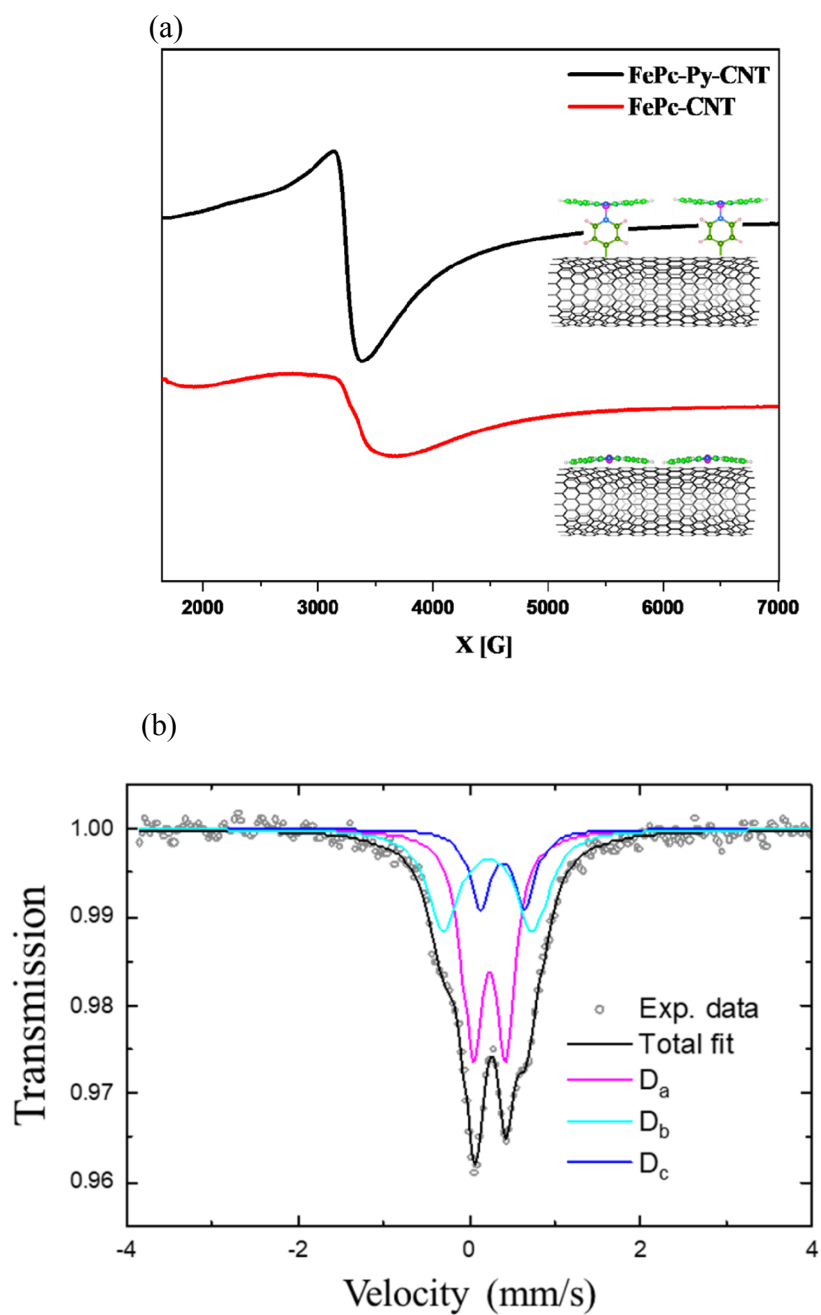 (a)
FePc-Py-CNT
FePc-CNT
2000 3000 4000 5000 6000 7000
X [G]
(b)
1.00
0.99
0.98
0.97
0.96
Transmission
Exp. data
Total fit
Da
Db
Dc
-4 -2 0 2 4
Velocity (mm/s)